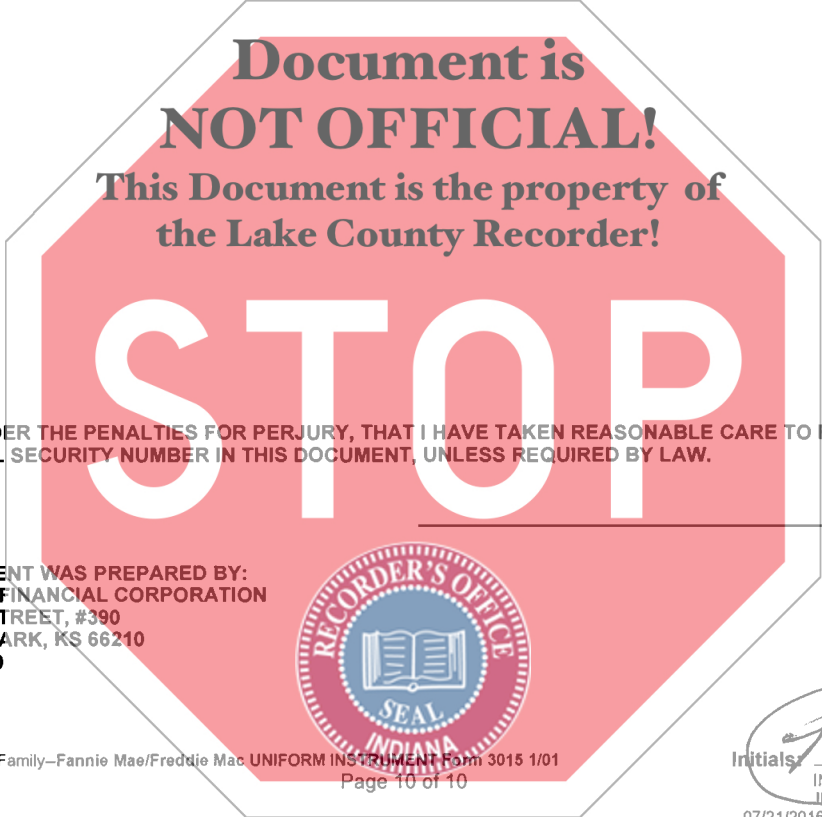 Document is
NOT OFFICIAL!
This Document is the property of
the Lake County Recorder!
STOP
DER THE PENALTIES FOR PERJURY, THAT I HAVE TAKEN REASONABLE CARE TO
SECURITY NUMBER IN THIS DOCUMENT, UNLESS REQUIRED BY LAW.
ENT WAS PREPARED BY:
FINANCIAL CORPORATION
TREET, #390
ARK, KS 66210
RECORDER'S OFFICE
SEAL
INDIANA
Family–Fannie Mae/Freddie Mac UNIFORM INSTRUMENT Form 3015 1/01
Initials:
Page 10 of 10
07/21/2016